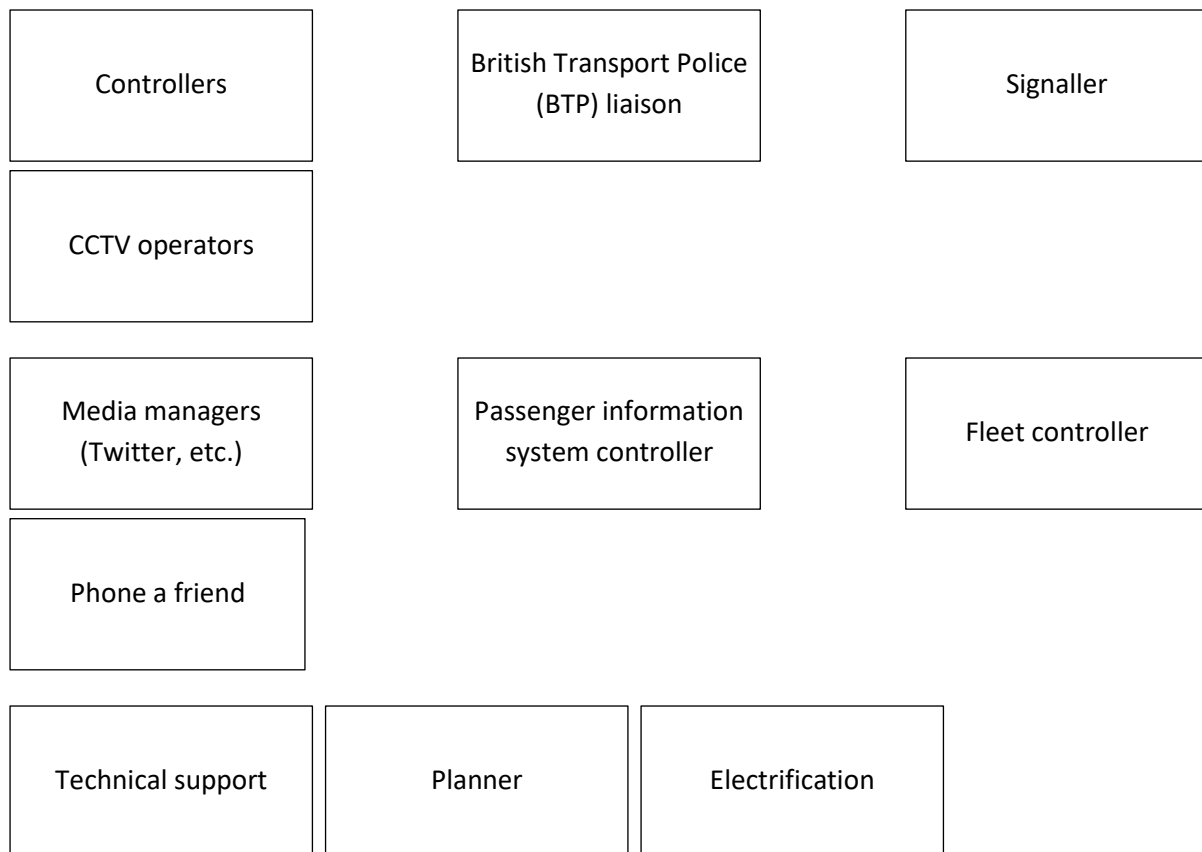 Controllers
British Transport Police
(BTP) liaison
Signaller
CCTV operators
Media managers
(Twitter, etc.)
Passenger information
system controller
Fleet controller
Phone a friend
Technical support
Planner
Electrification